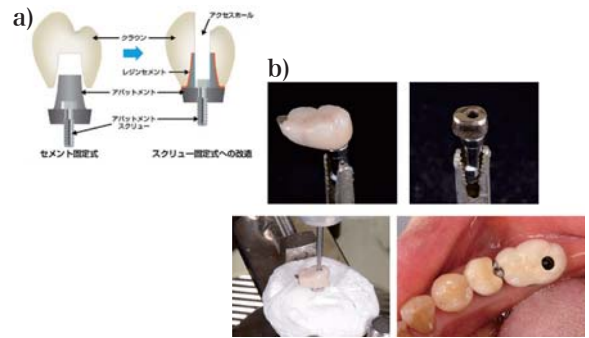 a)
クラウン
アクセスホール
レジンセメント
アバットメント
アバットメント
スクリュー
セメント固定式
スクリュー固定式への改造
b)